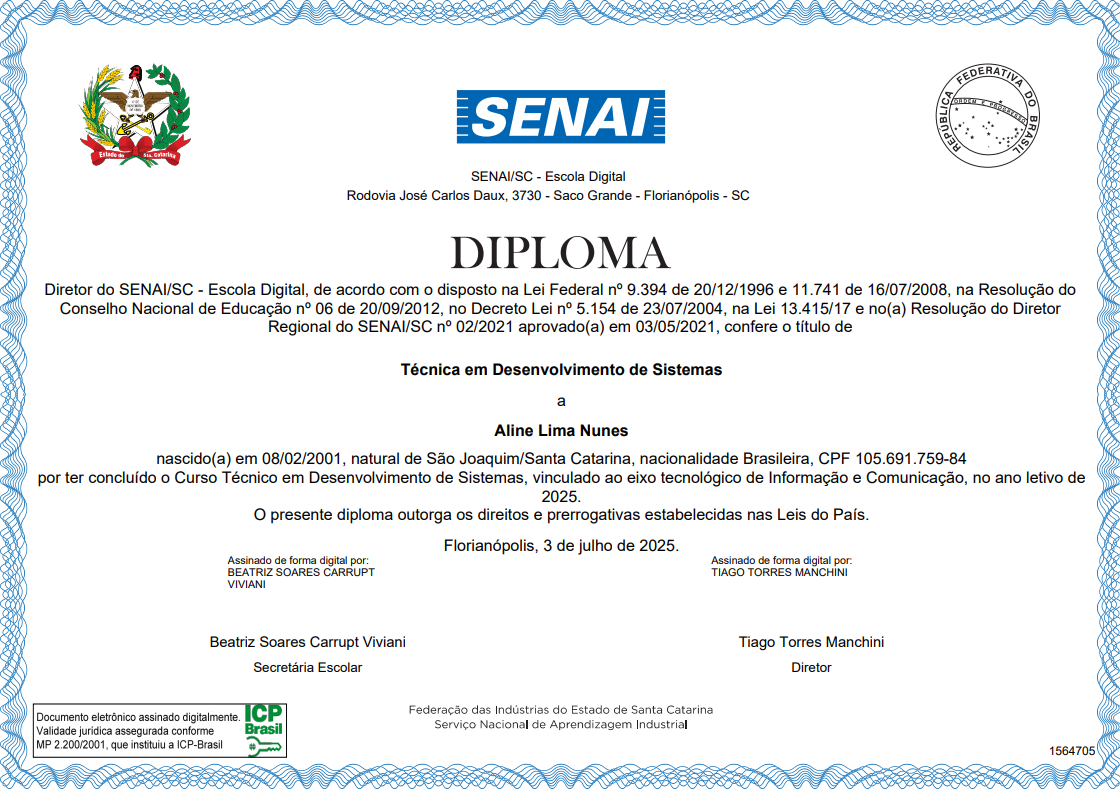 Estado de Sta. Catarina
SENAI
REPÚBLICA FEDERATIVA DO BRASIL
ORDEM E PROGRESSO
SENAI/SC - Escola Digital
Rodovia José Carlos Daux, 3730 - Saco Grande - Florianópolis - SC
DIPLOMA
Diretor do SENAI/SC - Escola Digital, de acordo com o disposto na Lei Federal nº 9.394 de 20/12/1996 e 11.741 de 16/07/2008, na Resolução do
Conselho Nacional de Educação nº 06 de 20/09/2012, no Decreto Lei nº 5.154 de 23/07/2004, na Lei 13.415/17 e no(a) Resolução do Diretor
Regional do SENAI/SC nº 02/2021 aprovado(a) em 03/05/2021, confere o título de
Técnica em Desenvolvimento de Sistemas
a
Aline Lima Nunes
nascido(a) em 08/02/2001, natural de São Joaquim/Santa Catarina, nacionalidade Brasileira, CPF 105.691.759-84
por ter concluído o Curso Técnico em Desenvolvimento de Sistemas, vinculado ao eixo tecnológico de Informação e Comunicação, no ano letivo de
2025.
O presente diploma outorga os direitos e prerrogativas estabelecidas nas Leis do País.
Florianópolis, 3 de julho de 2025.
Assinado de forma digital por:
BEATRIZ SOARES CARRUPT
VIVIANI
Assinado de forma digital por:
TIAGO TORRES MANCHINI
Beatriz Soares Carrupt Viviani
Secretária Escolar
Tiago Torres Manchini
Diretor
Documento eletrônico assinado digitalmente.
Validade jurídica assegurada conforme
MP 2.200/2001, que instituiu a ICP-Brasil
ICP
Brasil
Federação das Indústrias do Estado de Santa Catarina
Serviço Nacional de Aprendizagem Industrial
1564705